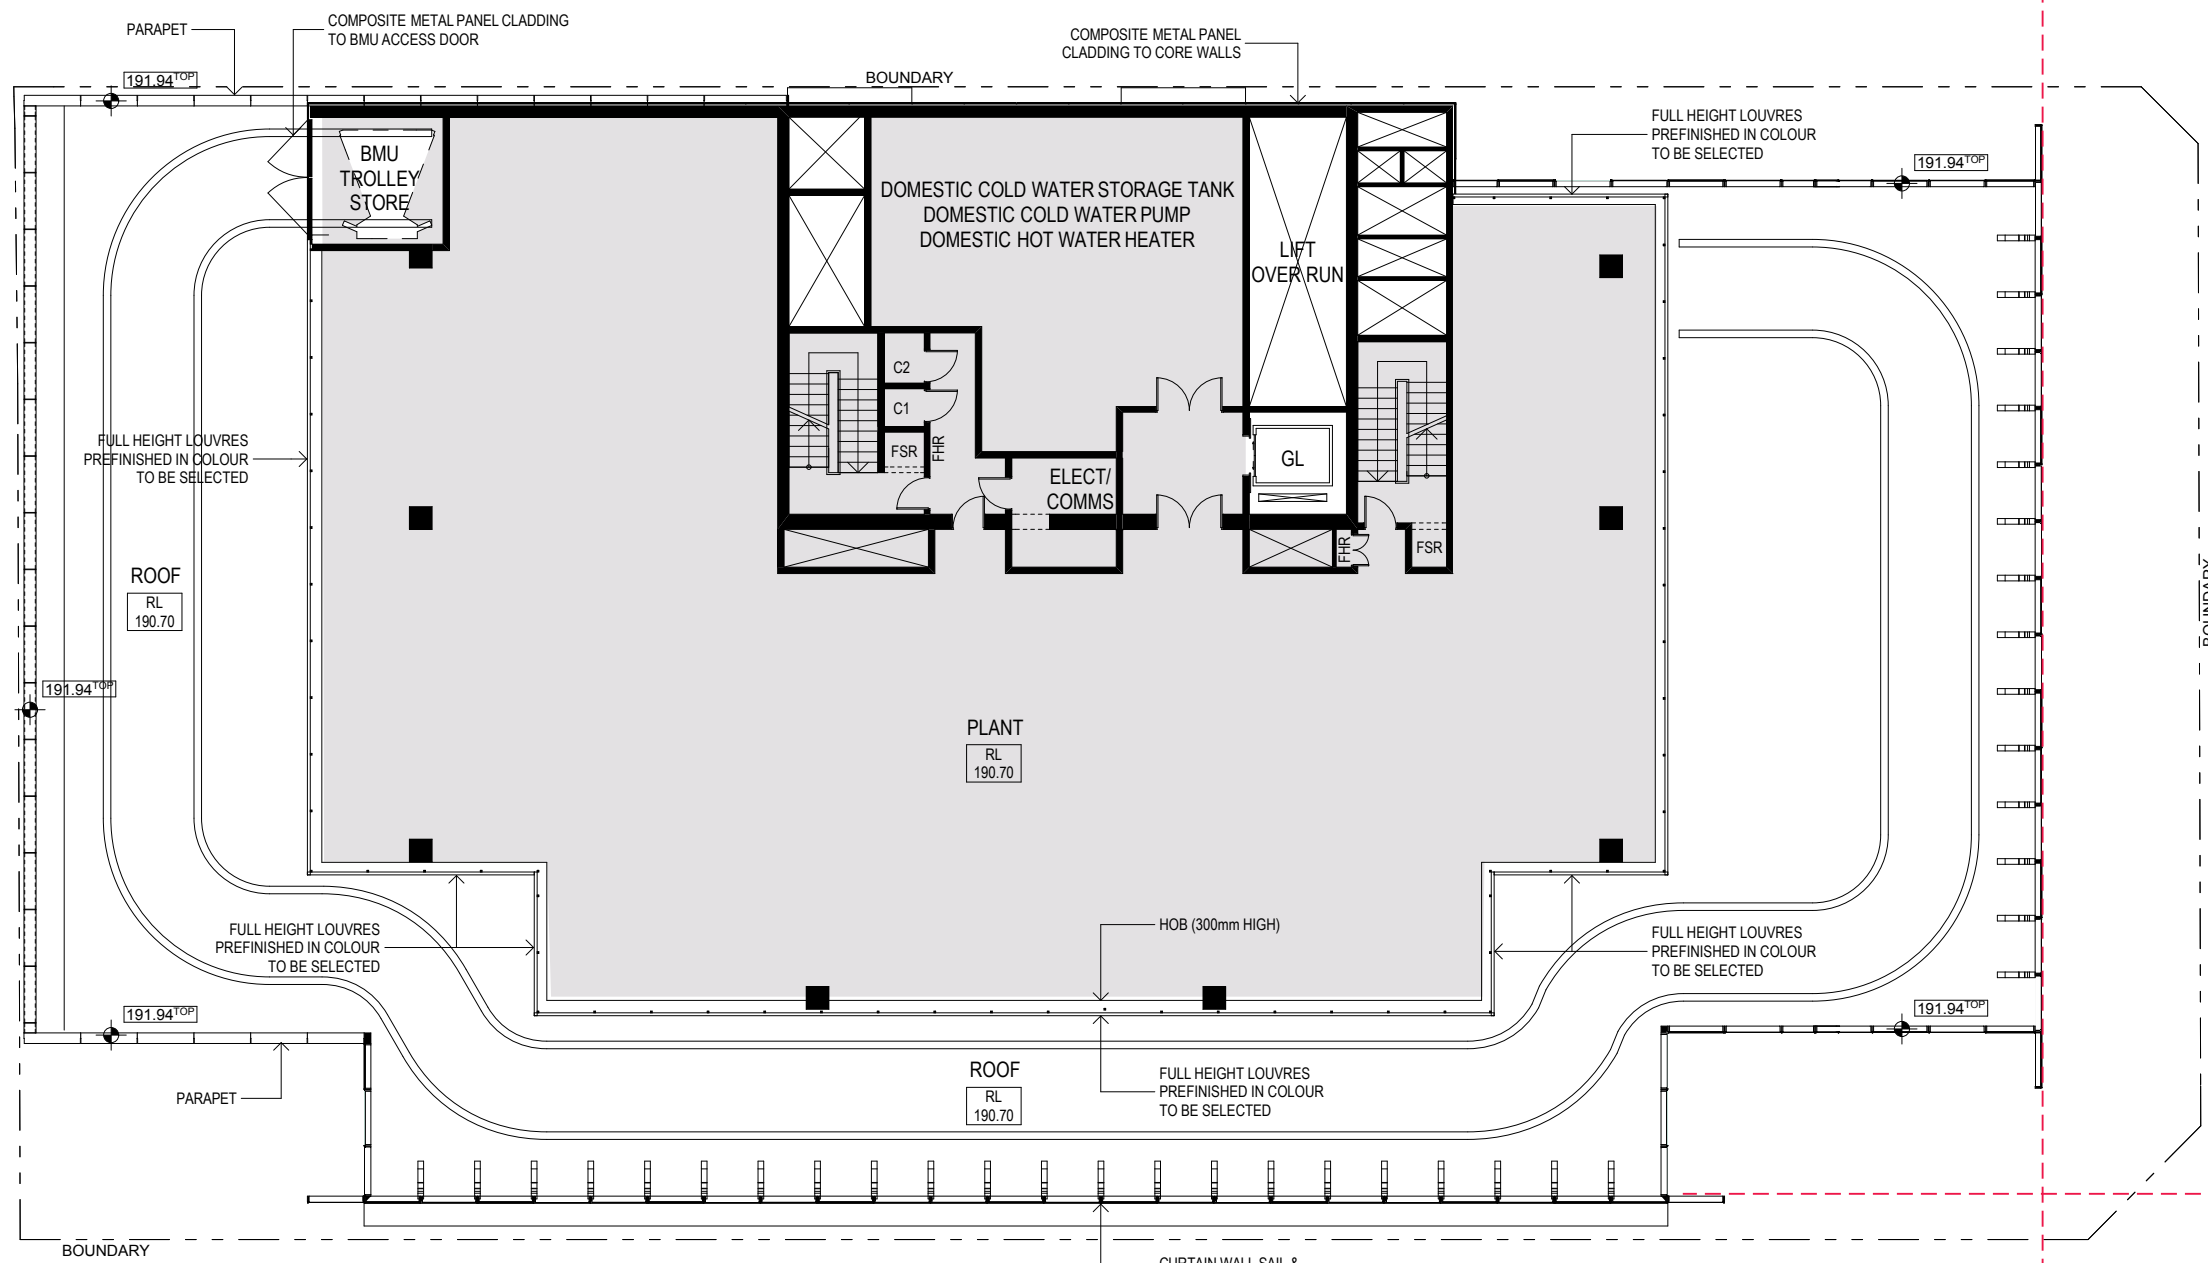 PARAPET
COMPOSITE METAL PANEL CLADDING
TO BMU ACCESS DOOR
COMPOSITE METAL PANEL
CLADDING TO CORE WALLS
191.94TOP
BOUNDARY
FULL HEIGHT LOUVRES
PREFINISHED IN COLOUR
TO BE SELECTED
191.94TOP
BMU
TROLLEY
STORE
DOMESTIC COLD WATER STORAGE TANK
DOMESTIC COLD WATER PUMP
DOMESTIC HOT WATER HEATER
LIFT
OVER RUN
C2
C1
FSR
FHR
GL
ELECT/
COMMS
FHR
FSR
FULL HEIGHT LOUVRES
PREFINISHED IN COLOUR
TO BE SELECTED
ROOF
RL
190.70
BOUNDARY
191.94TOP
PLANT
RL
190.70
FULL HEIGHT LOUVRES
PREFINISHED IN COLOUR
TO BE SELECTED
HOB (300mm HIGH)
FULL HEIGHT LOUVRES
PREFINISHED IN COLOUR
TO BE SELECTED
191.94TOP
191.94TOP
PARAPET
ROOF
RL
190.70
FULL HEIGHT LOUVRES
PREFINISHED IN COLOUR
TO BE SELECTED
BOUNDARY
CURTAIN WALL SAIL &